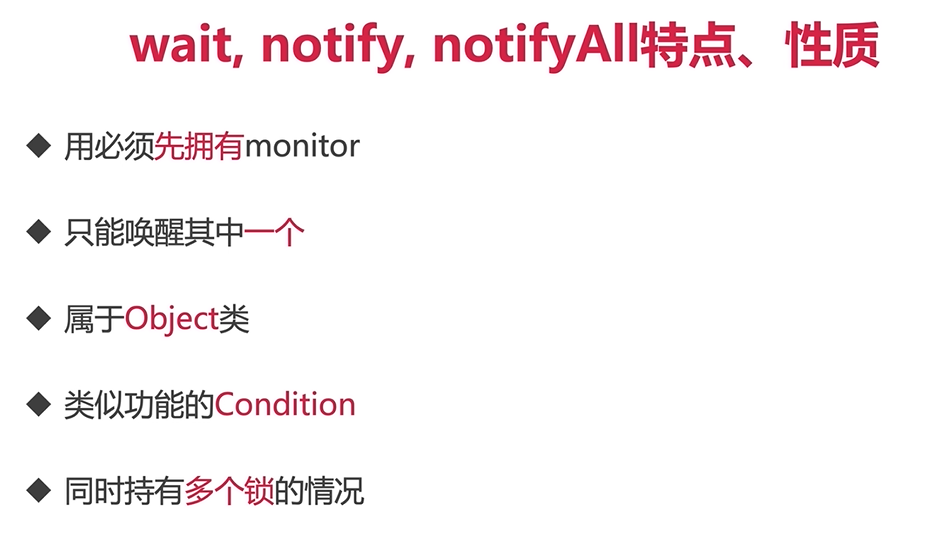 wait, notify, notifyAll特点、性质
◆ 用必须先拥有monitor
◆ 只能唤醒其中一个
◆ 属于Object类
◆ 类似功能的Condition
◆ 同时持有多个锁的情况